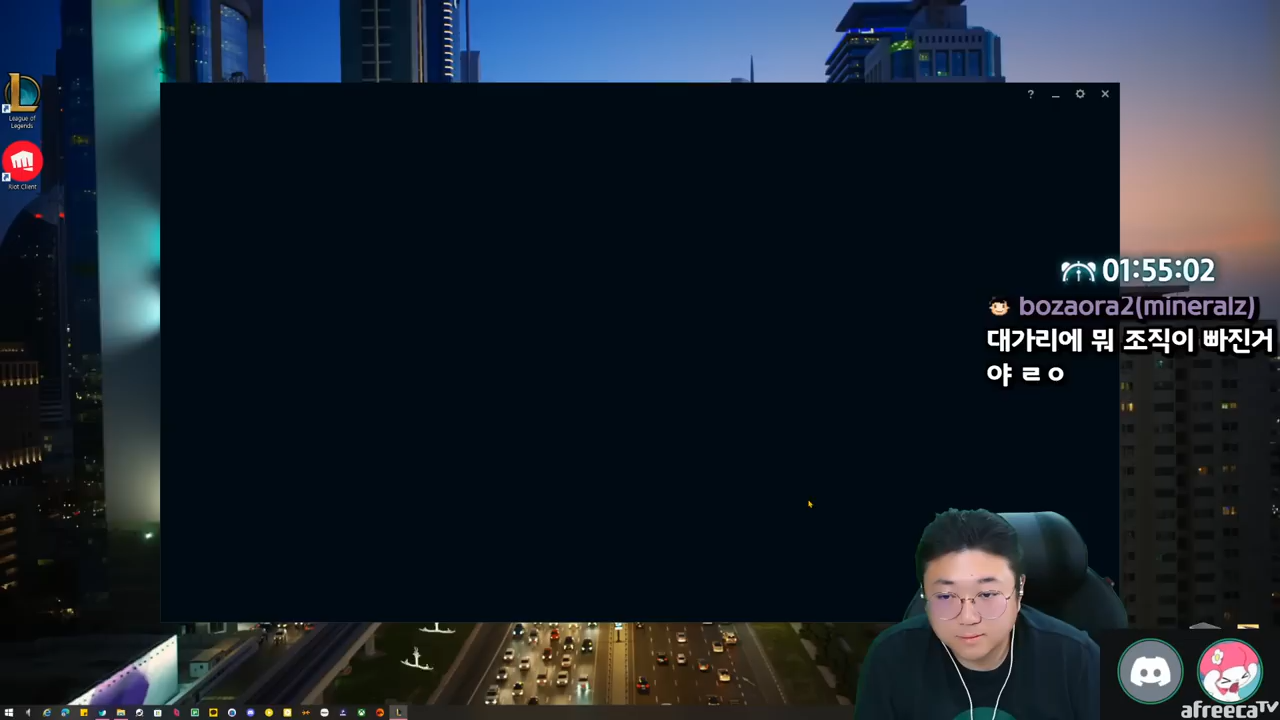 League of
Legends
Riot Client
?
01:55:02
bozaora2(mineralz)
대가리에 뭐 조직이 빠진거
야 ㄹㅇ
afreecaTV